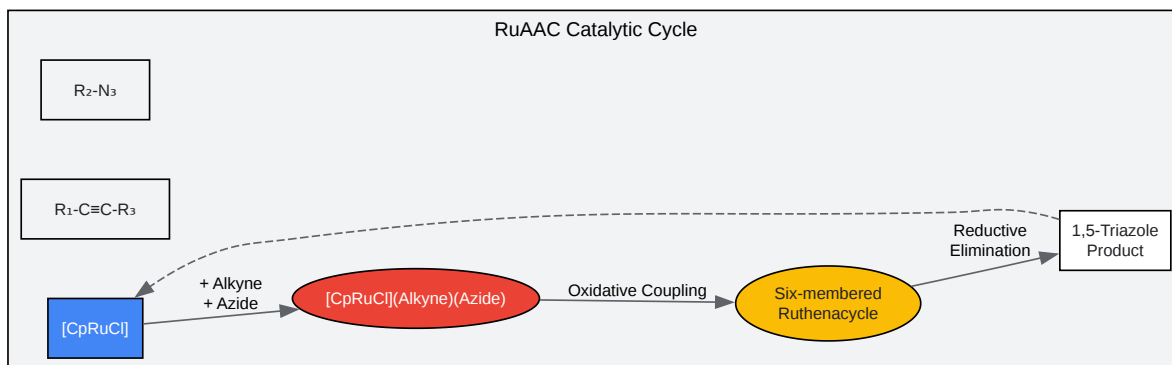 RuAAC Catalytic Cycle
R₂-N₃
R₁-C≡C-R₃
+ Alkyne
+ Azide
[CpRuCl]
[CpRuCl](Alkyne)(Azide)
Oxidative Coupling
Six-membered
Ruthenacycle
Reductive
Elimination
1,5-Triazole
Product